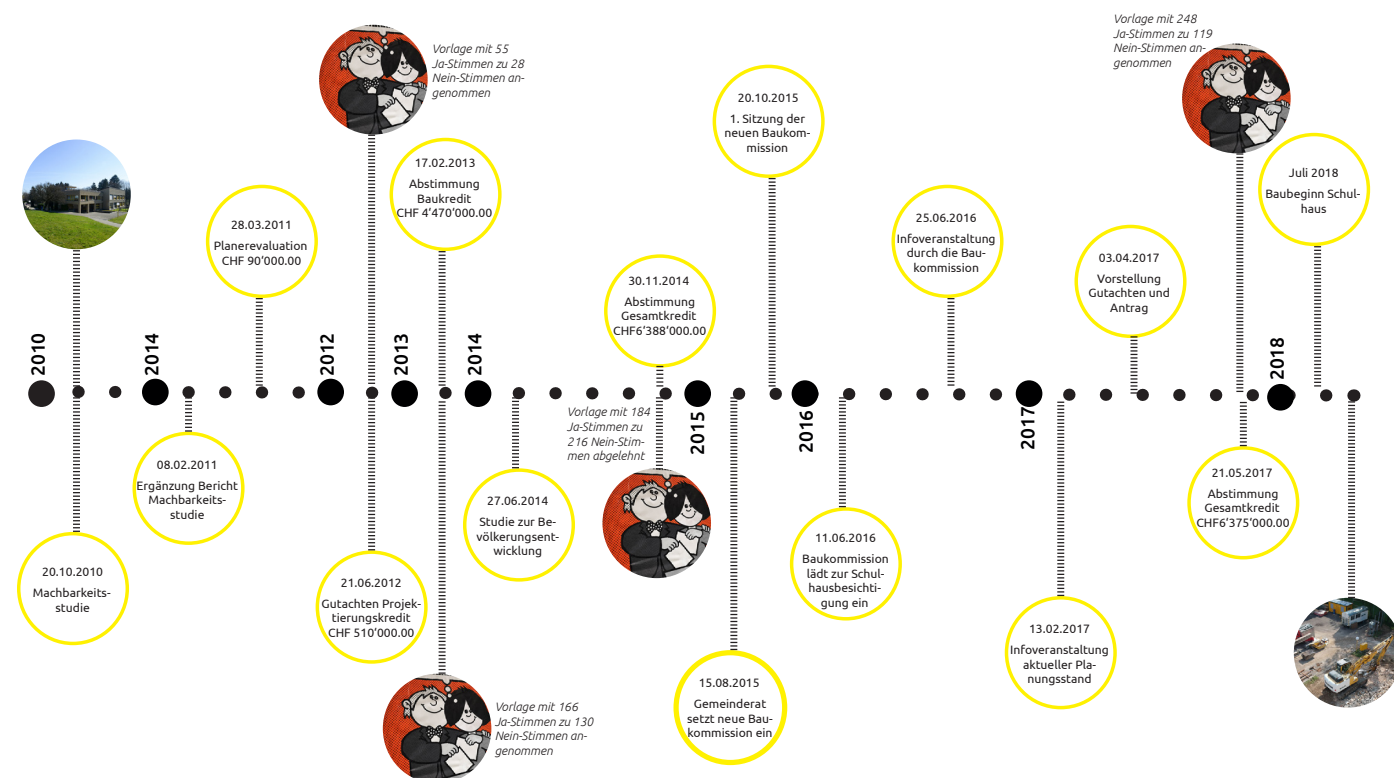 Vorlage mit 55
Ja-Stimmen zu 28
Nein-Stimmen an-
genommen
Vorlage mit 248
Ja-Stimmen zu 119
Nein-Stimmen an-
genommen
20.10.2015
1. Sitzung der
neuen Baukom-
mission
17.02.2013
Abstimmung
Baukredit
CHF 4'470'000.00
Juli 2018
Baubeginn Schul-
haus
28.03.2011
Planerevaluation
CHF 90'000.00
25.06.2016
Infoveranstaltung
durch die Bau-
kommission
03.04.2017
Vorstellung
Gutachten und
Antrag
30.11.2014
Abstimmung
Gesamtkredit
CHF6'388'000.00
2010
2014
2012
2013
2014
2015
2016
2017
2018
Vorlage mit 184
Ja-Stimmen zu
216 Nein-Stim-
men abgelehnt
08.02.2011
Ergänzung Bericht
Machbarkeits-
studie
27.06.2014
Studie zur Be-
völkerungsent-
wicklung
21.05.2017
Abstimmung
Gesamtkredit
CHF6'375'000.00
20.10.2010
Machbarkeits-
studie
21.06.2012
Gutachten Projek-
tierungskredit
CHF 510'000.00
11.06.2016
Baukommission
lädt zur Schul-
hausbesichti-
gung ein
13.02.2017
Infoveranstaltung
aktueller Pla-
nungsstand
15.08.2015
Gemeinderat
setzt neue Bau-
kommission ein
Vorlage mit 166
Ja-Stimmen zu 130
Nein-Stimmen an-
genommen